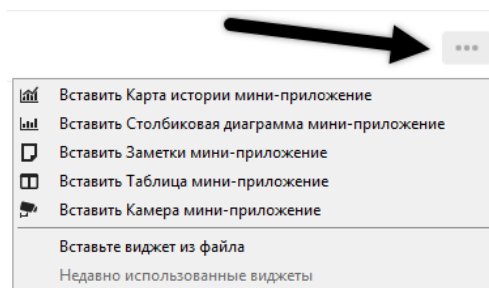 Вставить Карта истории мини-приложение
Вставить Столбиковая диаграмма мини-приложение
Вставить Заметки мини-приложение
Вставить Таблица мини-приложение
Вставить Камера мини-приложение
Вставьте виджет из файла
Недавно использованные виджеты